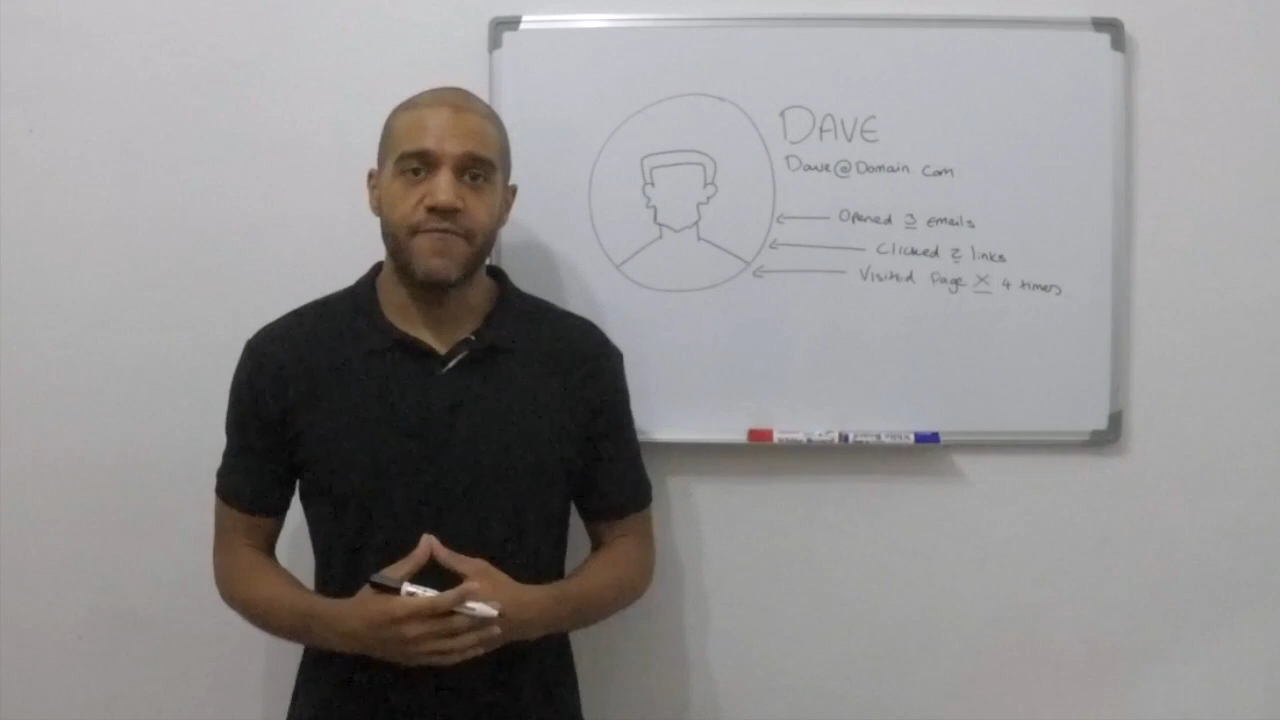 DAVE
Dave@Domain com
Opened 3 emails
Clicked 2 links
Visited Page X 4 times